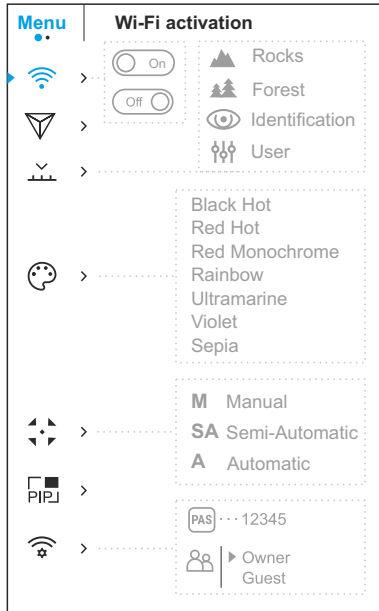 Menu Wi-Fi activation
On
Off
Rocks
Forest
Identification
User
Black Hot
Red Hot
Red Monochrome
Rainbow
Ultramarine
Violet
Sepia
M Manual
SA Semi-Automatic
A Automatic
PIP
PAS 12345
Owner
Guest